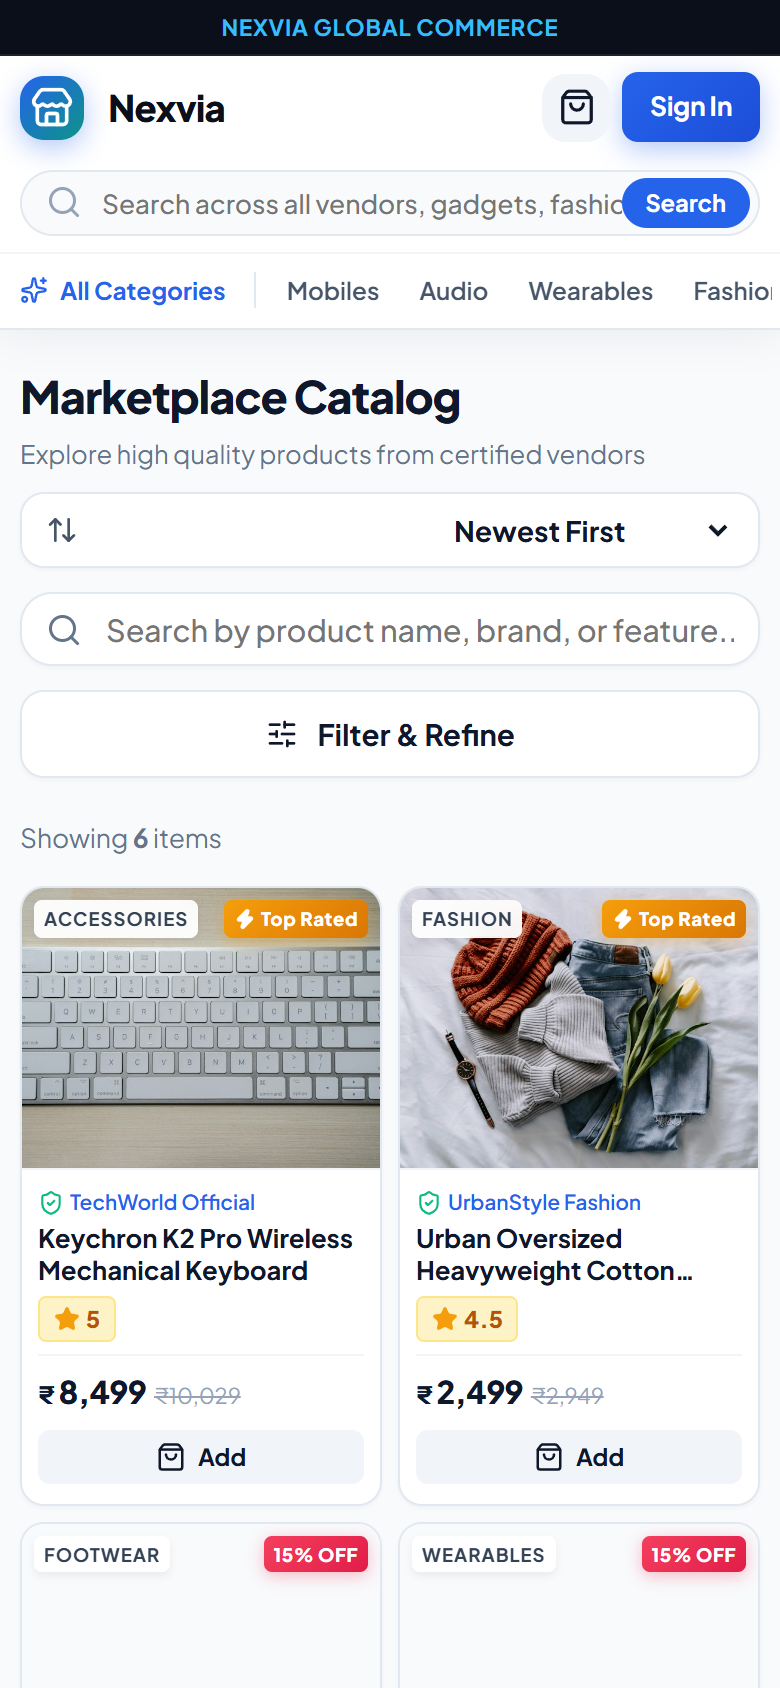 NEXVIA GLOBAL COMMERCE
Nexvia
Sign In
Search across all vendors, gadgets, fashio
Search
All Categories
Mobiles
Audio
Wearables
Fashion
Marketplace Catalog
Explore high quality products from certified vendors
Newest First
Search by product name, brand, or feature..
Filter & Refine
Showing 6 items
ACCESSORIES
Top Rated
TechWorld Official
Keychron K2 Pro Wireless
Mechanical Keyboard
5
₹8,499 ₹10,029
Add
FASHION
Top Rated
UrbanStyle Fashion
Urban Oversized
Heavyweight Cotton...
4.5
₹2,499 ₹2,949
Add
FOOTWEAR
15% OFF
WEARABLES
15% OFF